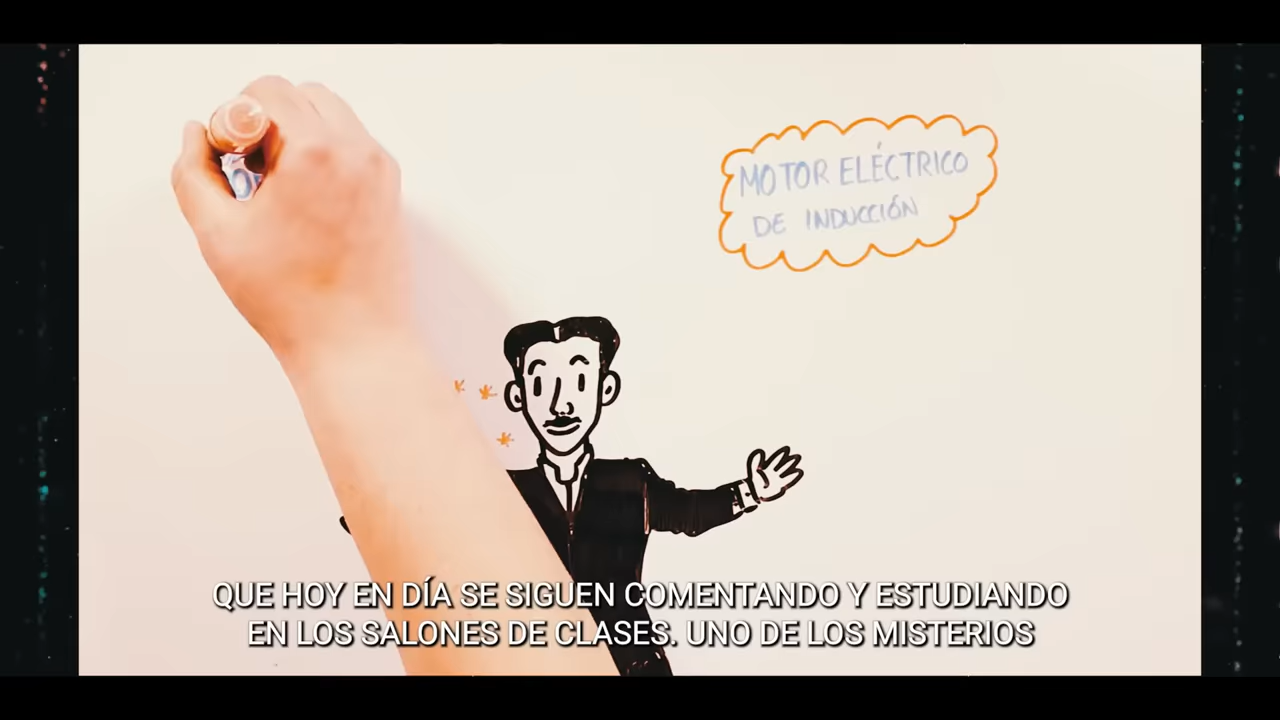 MOTOR ELÉCTRICO
DE INDUCCIÓN
QUE HOY EN DÍA SE SIGUEN COMENTANDO Y ESTUDIANDO
EN LOS SALONES DE CLASES. UNO DE LOS MISTERIOS